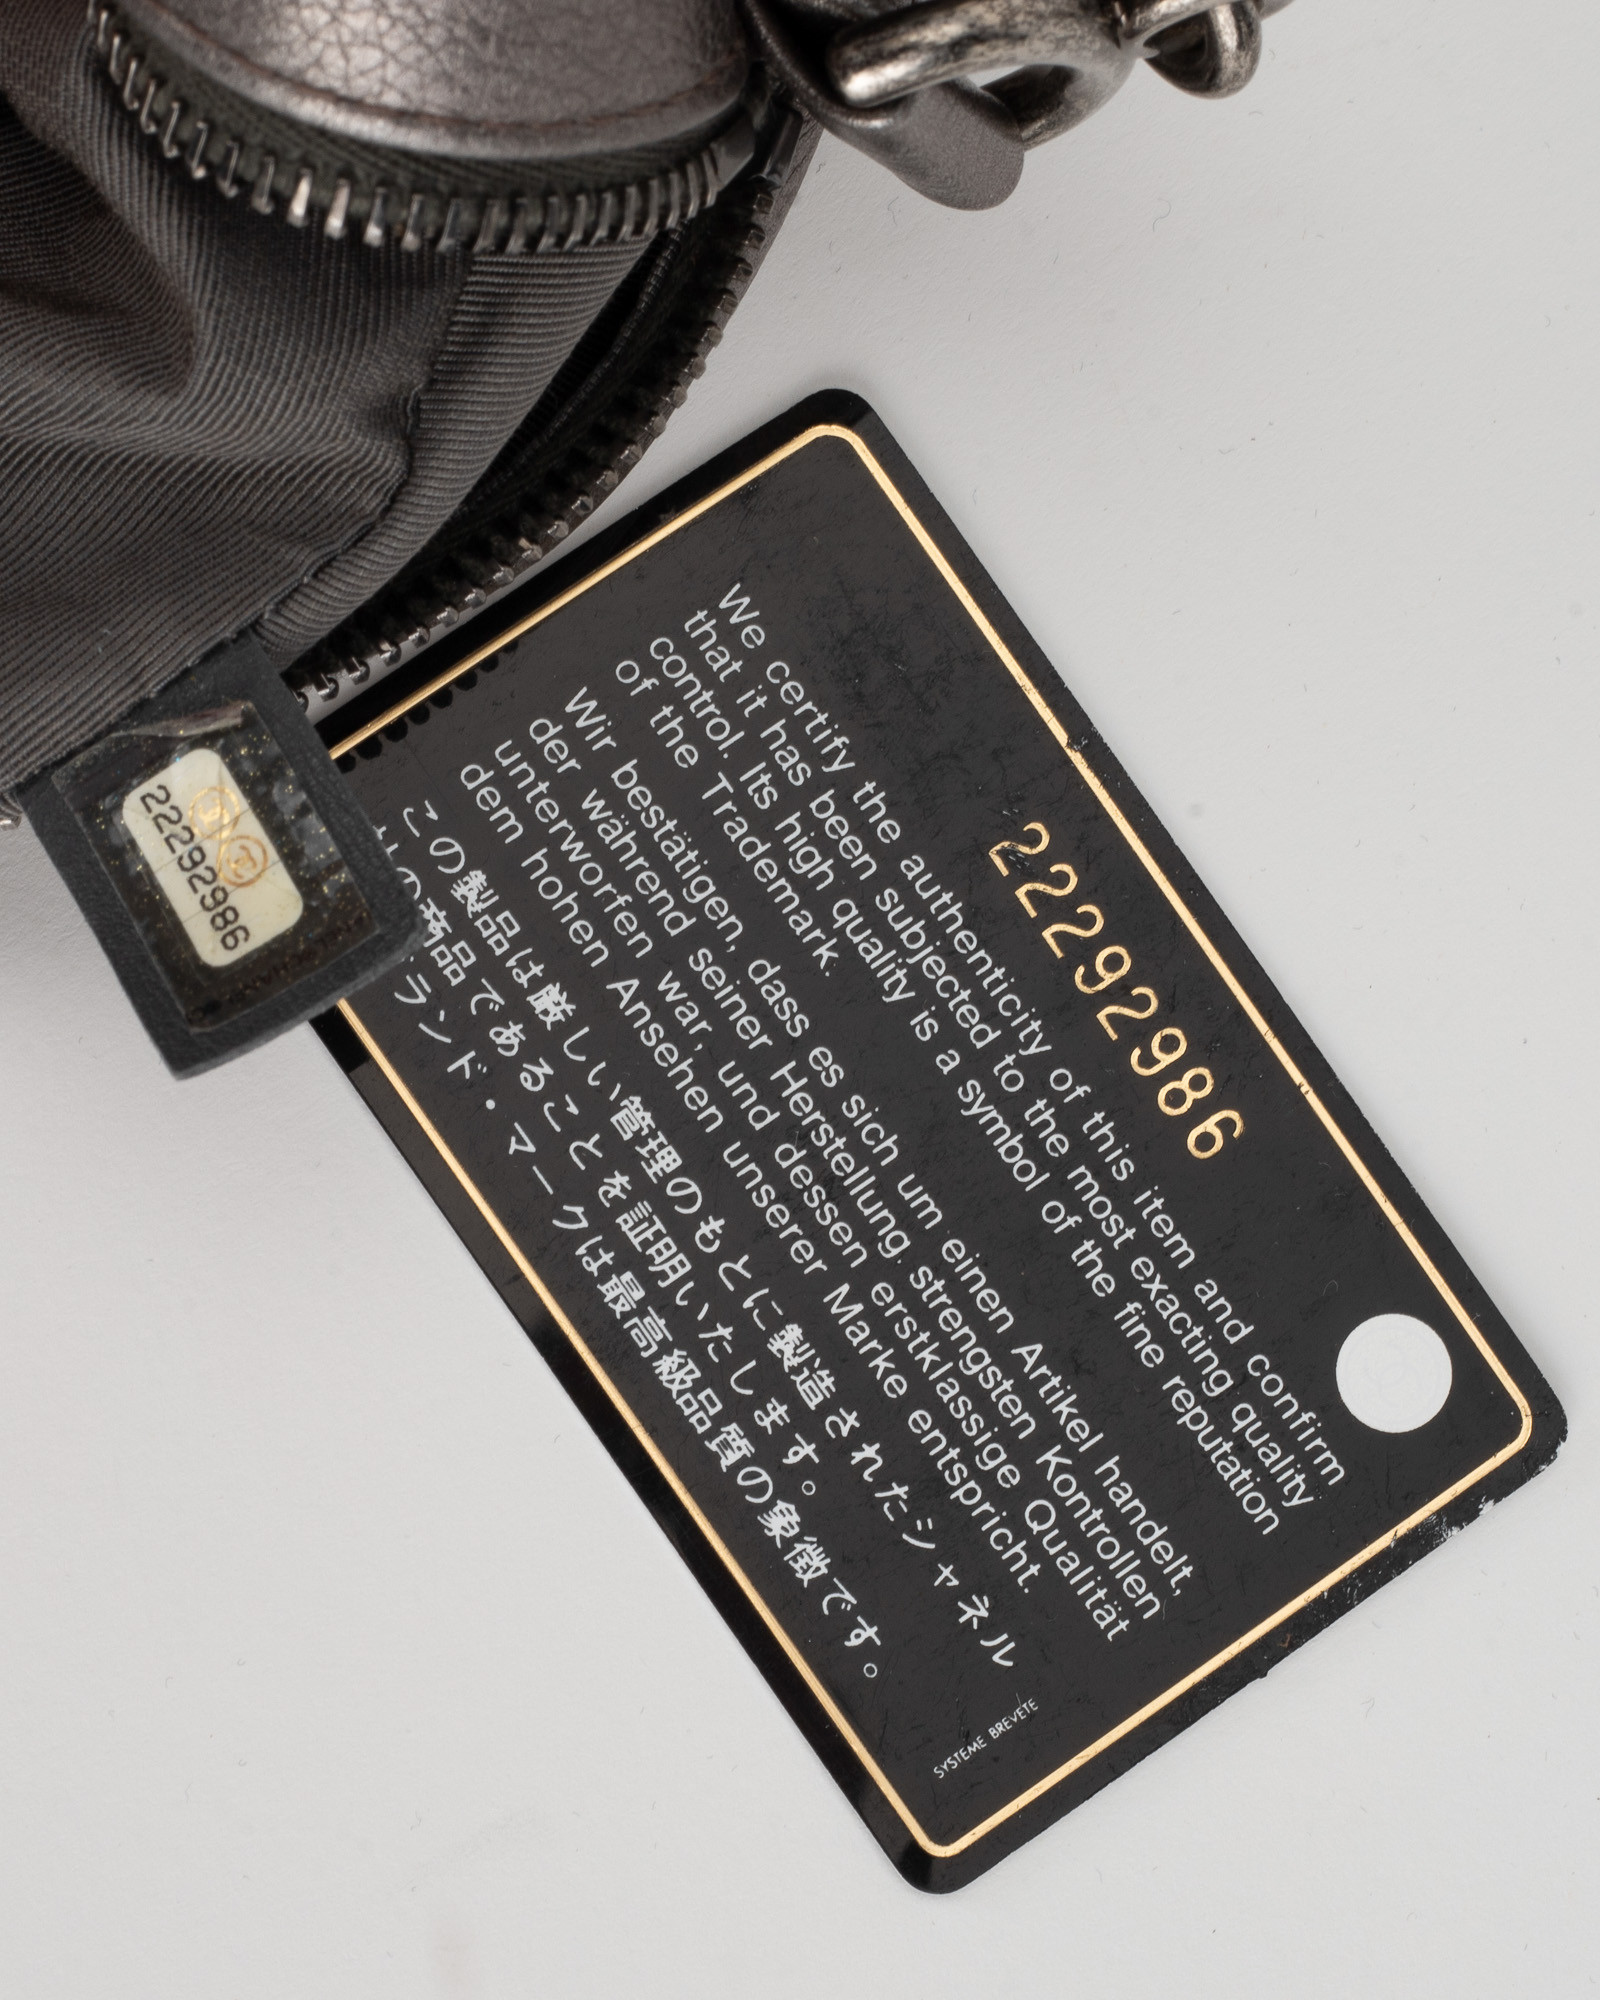 22292986
22292986
We certify the authenticity of this item and confirm
that it has been subjected to the most exacting quality
control. Its high quality is a symbol of the fine reputation
of the Trademark.
Wir bestätigen, dass es sich um einen Artikel handelt,
der während seiner Herstellung strengsten Kontrollen
unterworfen war, und dessen erstklassige Qualität
dem hohen Ansehen unserer Marke entspricht.
この製品は厳しい管理のもとに製造されたシャネル
の商品であることを証明いたします。
ランド・マークは最高級品質の象徴です。
SYSTEME BREVETE